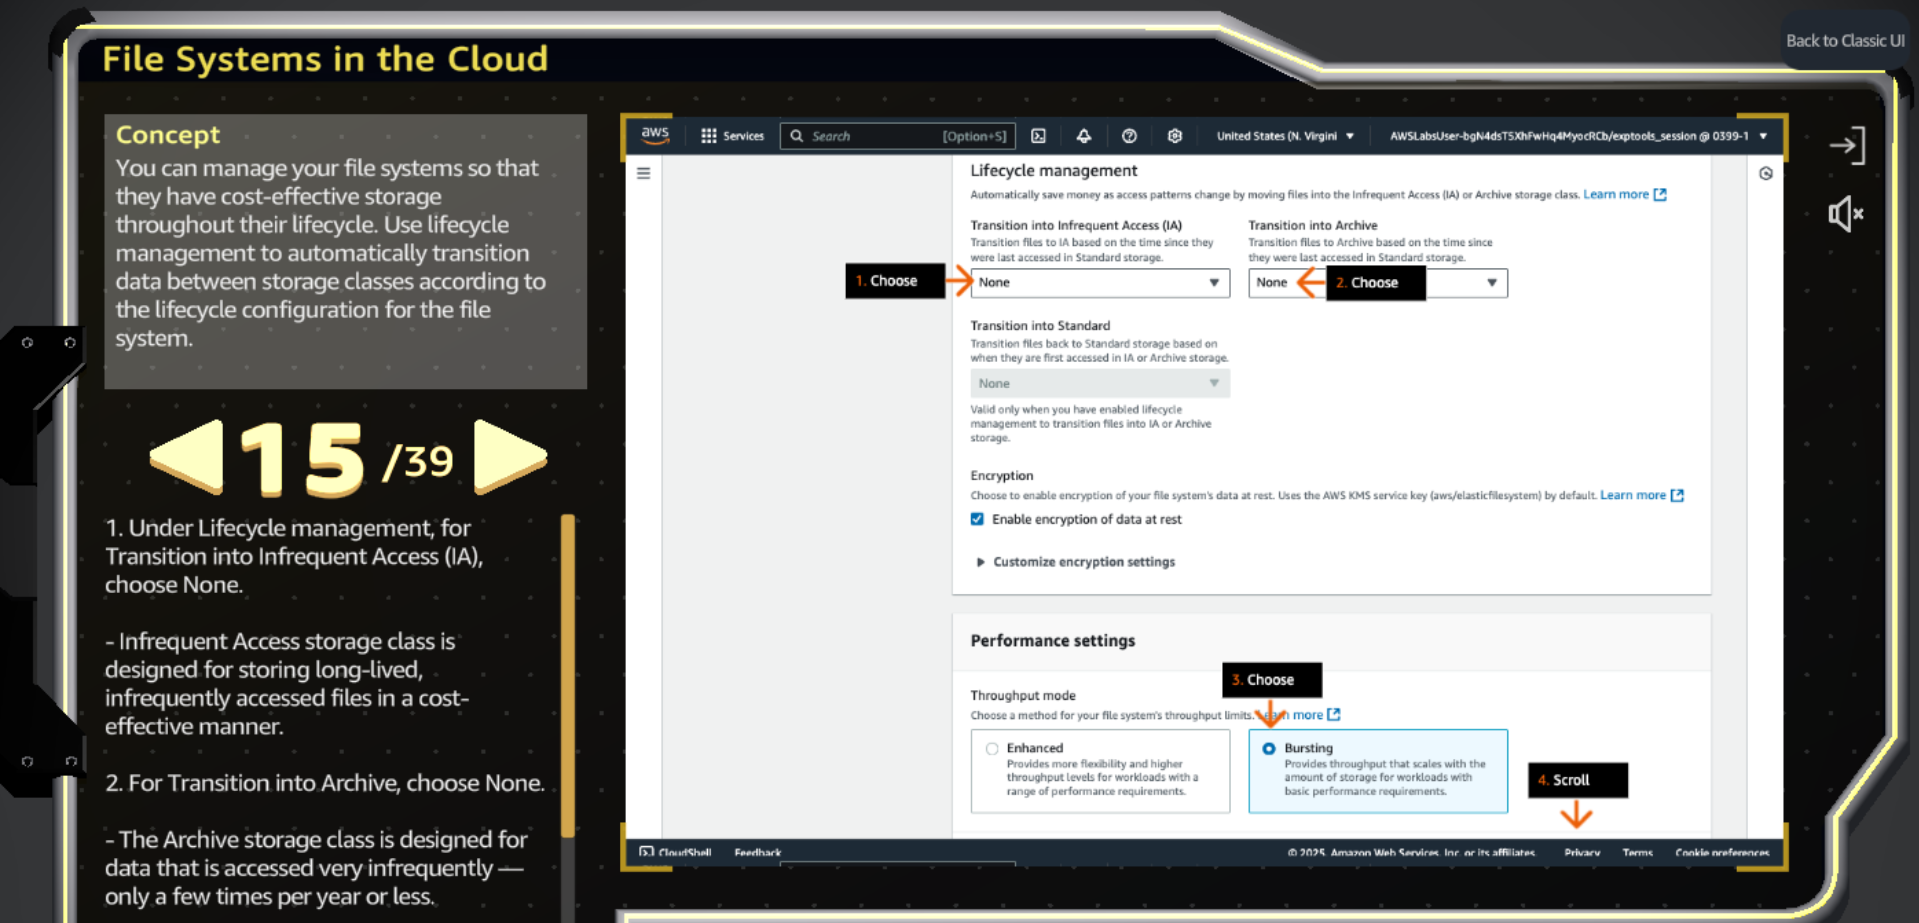 Back to Classic UI
File Systems in the Cloud
Concept
You can manage your file systems so that
they have cost-effective storage
throughout their lifecycle. Use lifecycle
management to automatically transition
data between storage classes according to
the lifecycle configuration for the file
system.
15 /39
1. Under Lifecycle management, for
Transition into Infrequent Access (IA),
choose None.
- Infrequent Access storage class is
designed for storing long-lived,
infrequently accessed files in a cost-
effective manner.
2. For Transition into Archive, choose None.
- The Archive storage class is designed for
data that is accessed very infrequently —
only a few times per year or less.
aws
Services
Search
[Option+S]
United States (N. Virgini
AWSLabsUser-bgN4dsT5XhFwHq4MyocRCb/exptools_session @ 0399-1
Lifecycle management
Automatically save money as access patterns change by moving files into the Infrequent Access (IA) or Archive storage class. Learn more
Transition into Infrequent Access (IA)
Transition files to IA based on the time since they
were last accessed in Standard storage.
1. Choose
None
Transition into Archive
Transition files to Archive based on the time since
they were last accessed in Standard storage.
None
2. Choose
Transition into Standard
Transition files back to Standard storage based on
when they are first accessed in IA or Archive storage.
None
Valid only when you have enabled lifecycle
management to transition files into IA or Archive
storage.
Encryption
Choose to enable encryption of your file system's data at rest. Uses the AWS KMS service key (aws/elasticfilesystem) by default. Learn more
Enable encryption of data at rest
Customize encryption settings
Performance settings
3. Choose
Throughput mode
Choose a method for your file system's throughput limits. Learn more
Enhanced
Provides more flexibility and higher
throughput levels for workloads with a
range of performance requirements.
Bursting
Provides throughput that scales with the
amount of storage for workloads with
basic performance requirements.
4. Scroll
CloudShell
Feedback
© 2025, Amazon Web Services, Inc. or its affiliates.
Privacy
Terms
Cookie preferences